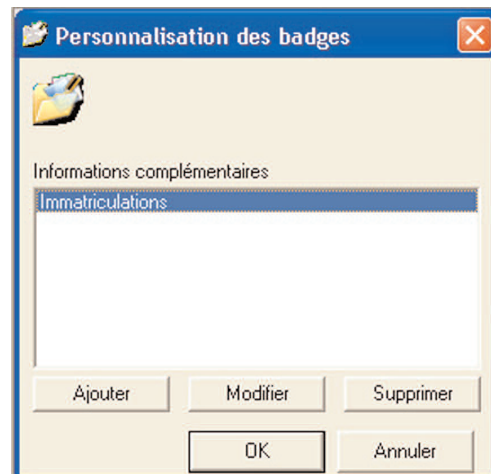 Personnalisation des badges
Informations complémentaires
Immatriculations
Ajouter Modifier Supprimer
OK Annuler